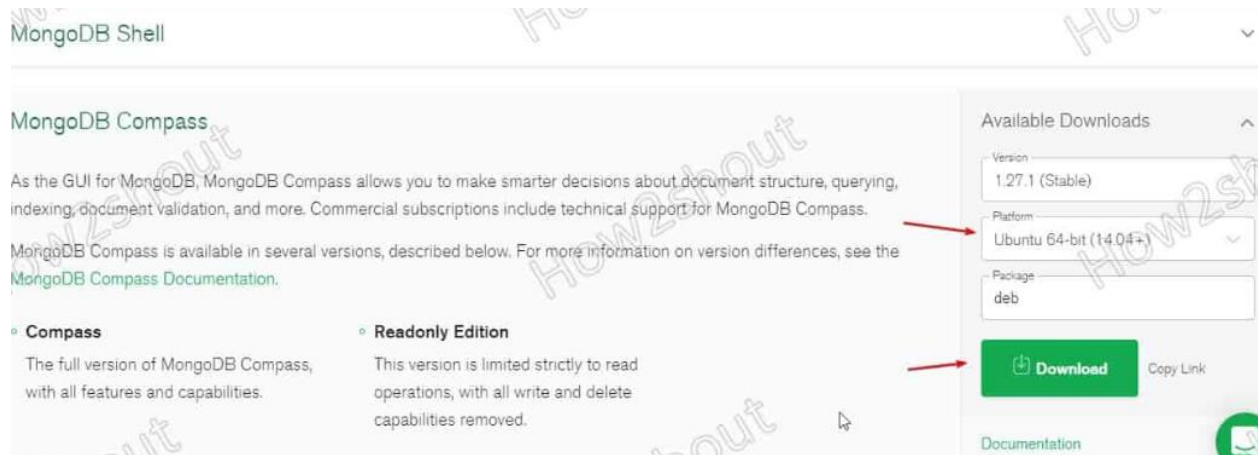 MongoDB Shell
MongoDB Compass
As the GUI for MongoDB, MongoDB Compass allows you to make smarter decisions about document structure, querying,
indexing, document validation, and more. Commercial subscriptions include technical support for MongoDB Compass.
MongoDB Compass is available in several versions, described below. For more information on version differences, see the
MongoDB Compass Documentation.
Compass
The full version of MongoDB Compass,
with all features and capabilities.
Readonly Edition
This version is limited strictly to read
operations, with all write and delete
capabilities removed.
Available Downloads
Version
1.27.1 (Stable)
Platform
Ubuntu 64-bit (14.04+)
Package
deb
Download
Copy Link
Documentation
How2shout
How2shout
How2shout